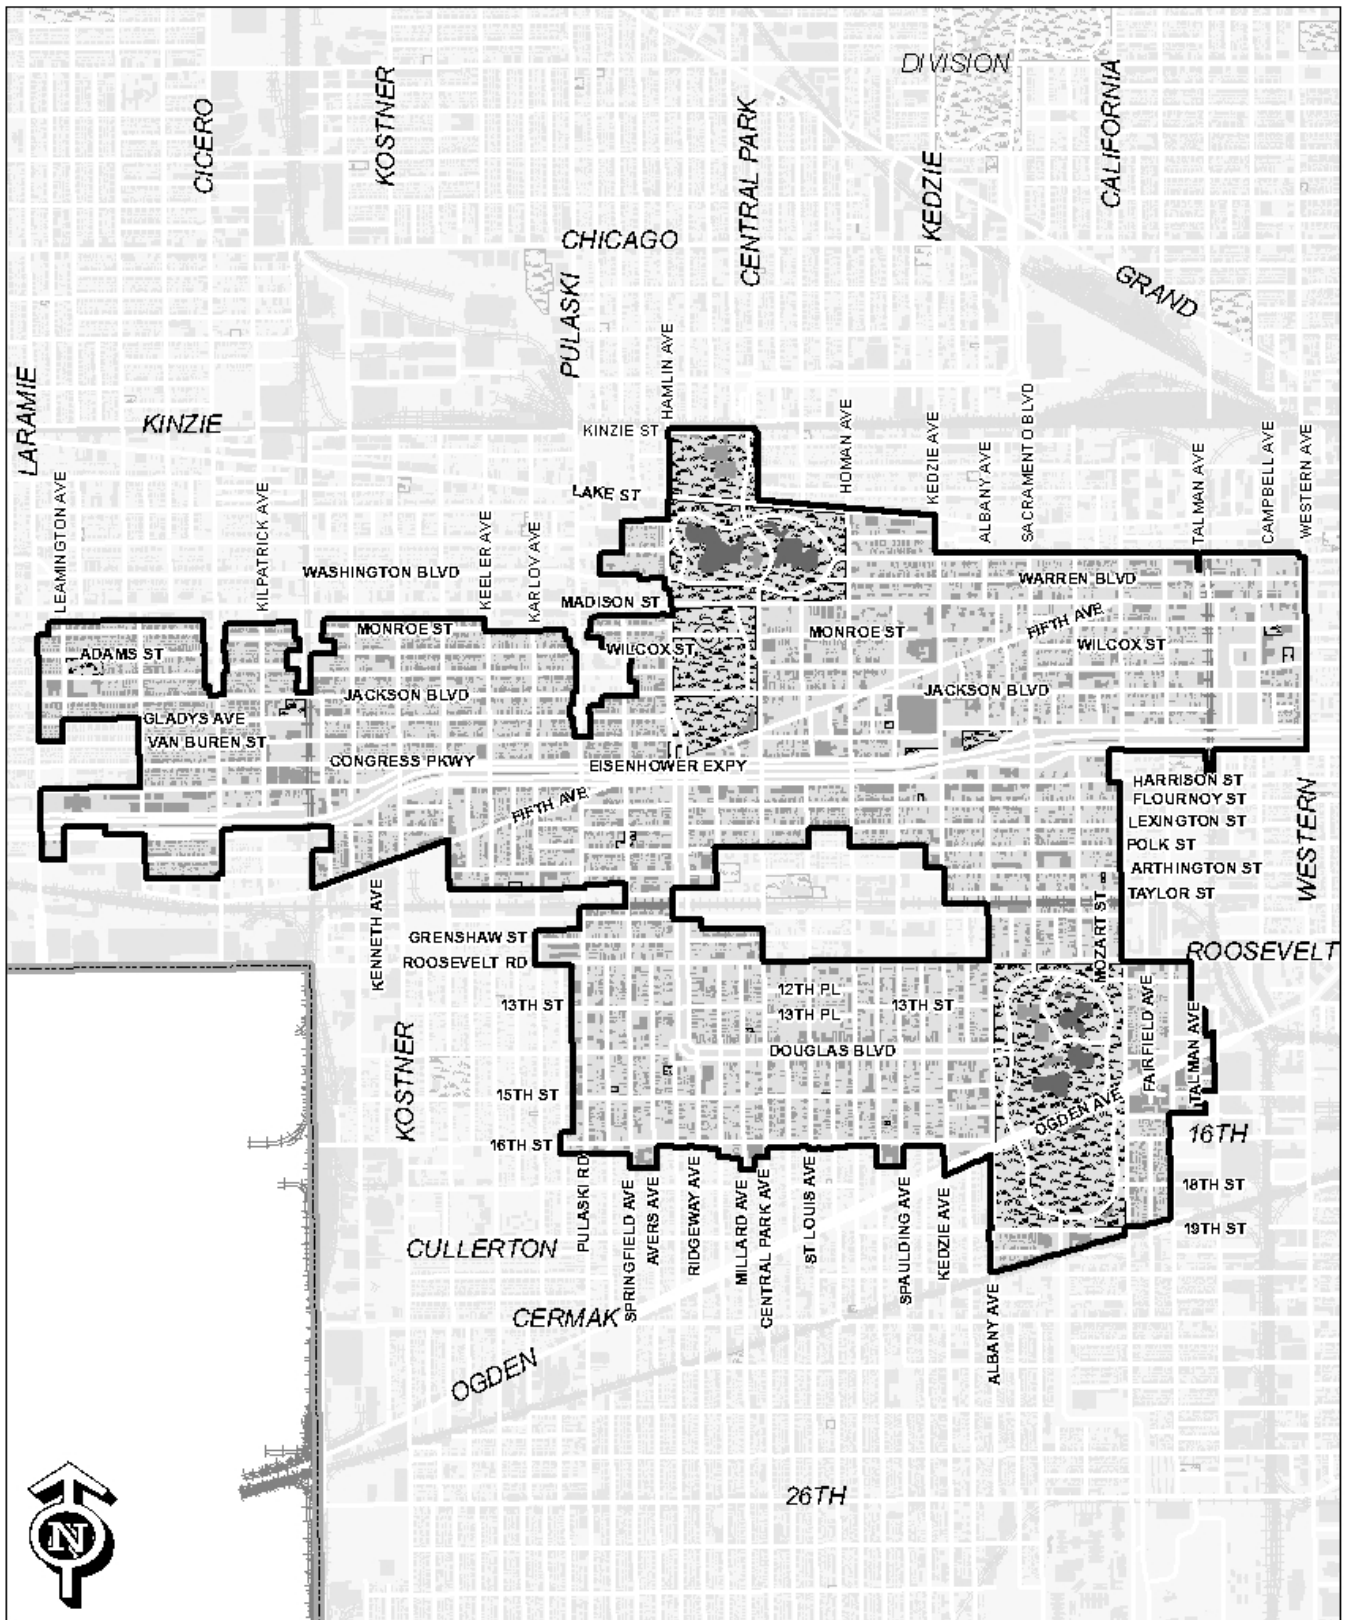 DIVISION
CICERO
KOSTNER
CENTRAL PARK
KEDZIE
CALIFORNIA
CHICAGO
PULASKI
GRAND
LARAMIE
KINZIE
HAMLIN AVE
KINZIE ST
HOMAN AVE
KEDZIE AVE
ALBANY AVE
SACRAMENTO BLVD
TALMAN AVE
CAMPBELL AVE
WESTERN AVE
LEAMINGTON AVE
KILPATRICK AVE
KEELER AVE
KARLOV AVE
LAKE ST
WASHINGTON BLVD
MADISON ST
WARREN BLVD
MONROE ST
MONROE ST
FIFTH AVE
ADAMS ST
WILCOX ST
WILCOX ST
JACKSON BLVD
JACKSON BLVD
GLADYS AVE
VAN BUREN ST
CONGRESS PKWY
EISENHOWER EXPY
FIFTH AVE
HARRISON ST
FLOURNOY ST
LEXINGTON ST
POLK ST
ARTHINGTON ST
TAYLOR ST
WESTERN
MOZART ST
KENNETH AVE
GRENSHAW ST
ROOSEVELT RD
ROOSEVELT
12TH PL
13TH ST
13TH ST
13TH PL
FAIRFIELD AVE
TALMAN AVE
KOSTNER
DOUGLAS BLVD
15TH ST
OGDEN AVE
16TH ST
16TH
PULASKI RD
SPRINGFIELD AVE
AVERS AVE
RIDGEWAY AVE
MILLARD AVE
CENTRAL PARK AVE
ST LOUIS AVE
SPAULDING AVE
KEDZIE AVE
ALBANY AVE
18TH ST
19TH ST
CULLERTON
CERMAK
OGDEN
26TH
N